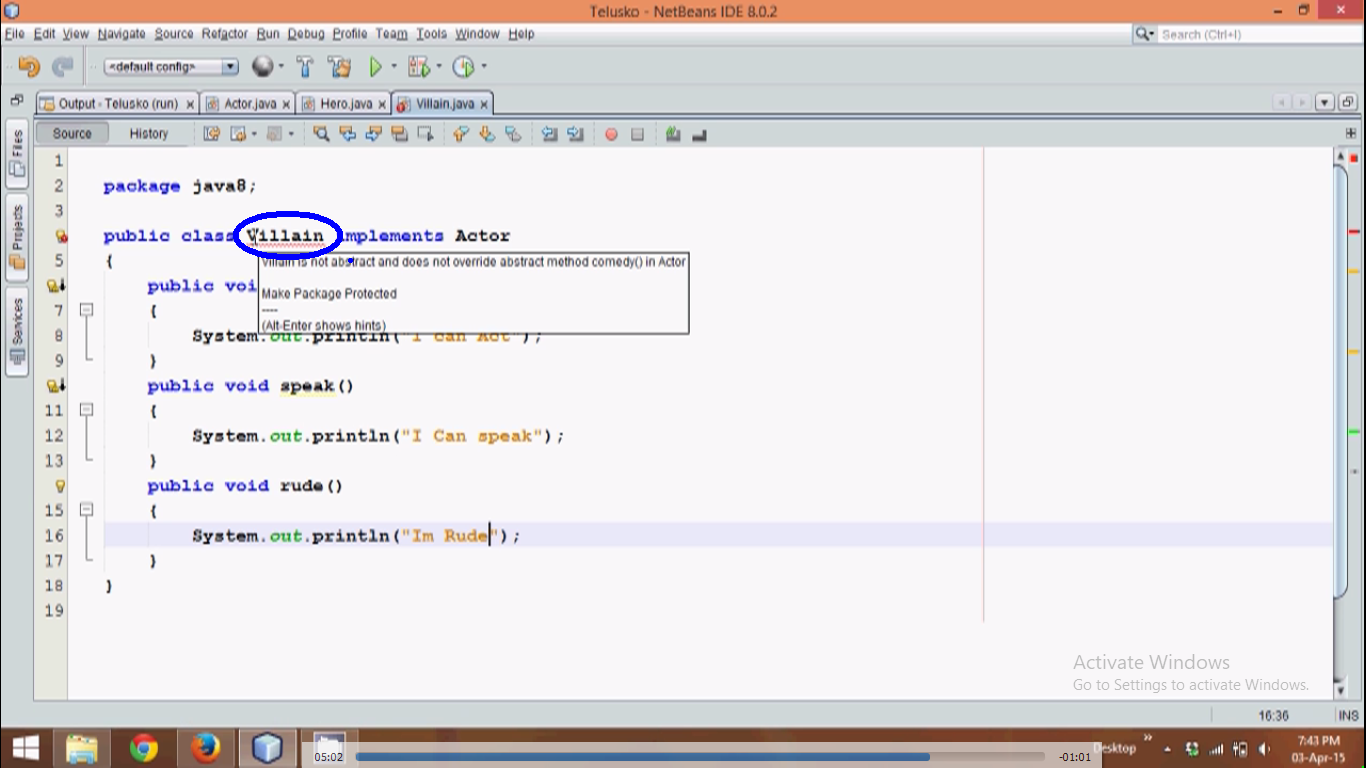 Telusko - NetBeans IDE 8.0.2
File Edit View Navigate Source Refactor Run Debug Profile Team Tools Window Help
Search (Ctrl+I)
<default config>
Output - Telusko (run) Actor.java Hero.java Villain.java
Source History
Files
Projects
Services
1
2 package java8;
3
public class Villain implements Actor
5 {
Villain is not abstract and does not override abstract method comedy() in Actor
public voi
Make Package Protected
7 {
----
(Alt-Enter shows hints)
8 System.out.println("I can Act");
9 }
public void speak()
11 {
12 System.out.println("I Can speak");
13 }
public void rude()
15 {
16 System.out.println("Im Rude");
17 }
18 }
19
Activate Windows
Go to Settings to activate Windows.
16:36 INS
05:02 -01:01 Desktop
7:43 PM
03-Apr-15